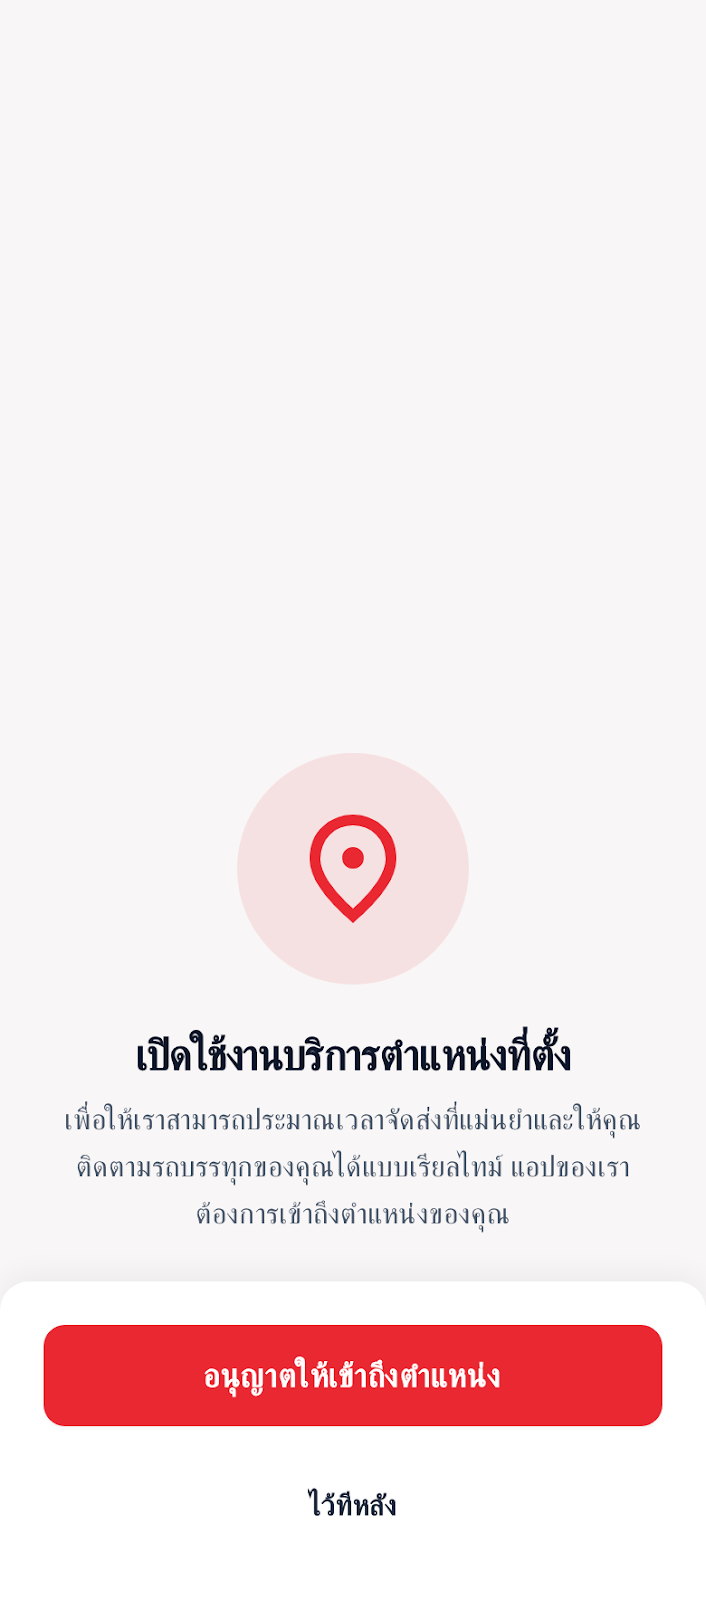 เปิดใช้งานบริการตำแหน่งที่ตั้ง
เพื่อให้เราสามารถประมาณเวลาจัดส่งที่แม่นยำและให้คุณ
ติดตามรถบรรทุกของคุณได้แบบเรียลไทม์ แอปของเรา
ต้องการเข้าถึงตำแหน่งของคุณ
อนุญาตให้เข้าถึงตำแหน่ง
ไว้ทีหลัง